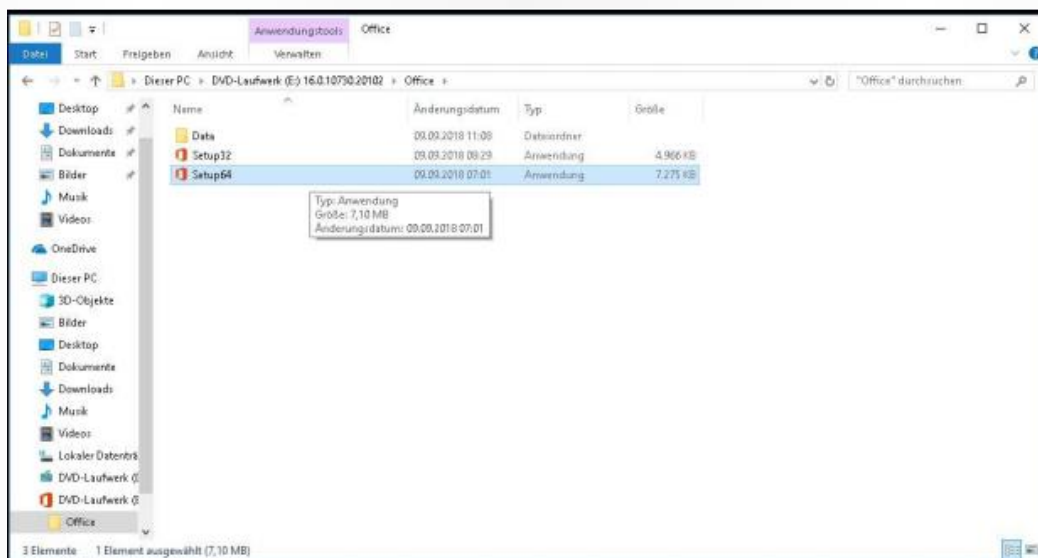 Anwendungstools Office
Datei Start Freigeben Ansicht Verwalten
Dieser PC DVD-Laufwerk (E:) 16.0.10730.20102 Office "Office" durchsuchen
Name Änderungsdatum Typ Größe
Data 09.09.2018 11:08 Dateiordner
Setup32 09.09.2018 08:29 Anwendung 4.966 KB
Setup64 09.09.2018 07:01 Anwendung 7.275 KB
Typ: Anwendung
Größe: 7,10 MB
Änderungsdatum: 09.09.2018 07:01
Desktop
Downloads
Dokumente
Bilder
Musik
Videos
OneDrive
Dieser PC
3D-Objekte
Bilder
Desktop
Dokumente
Downloads
Musik
Videos
Lokaler Datenträ
DVD-Laufwerk (
DVD-Laufwerk (
Office
3 Elemente 1 Element ausgewählt (7,10 MB)